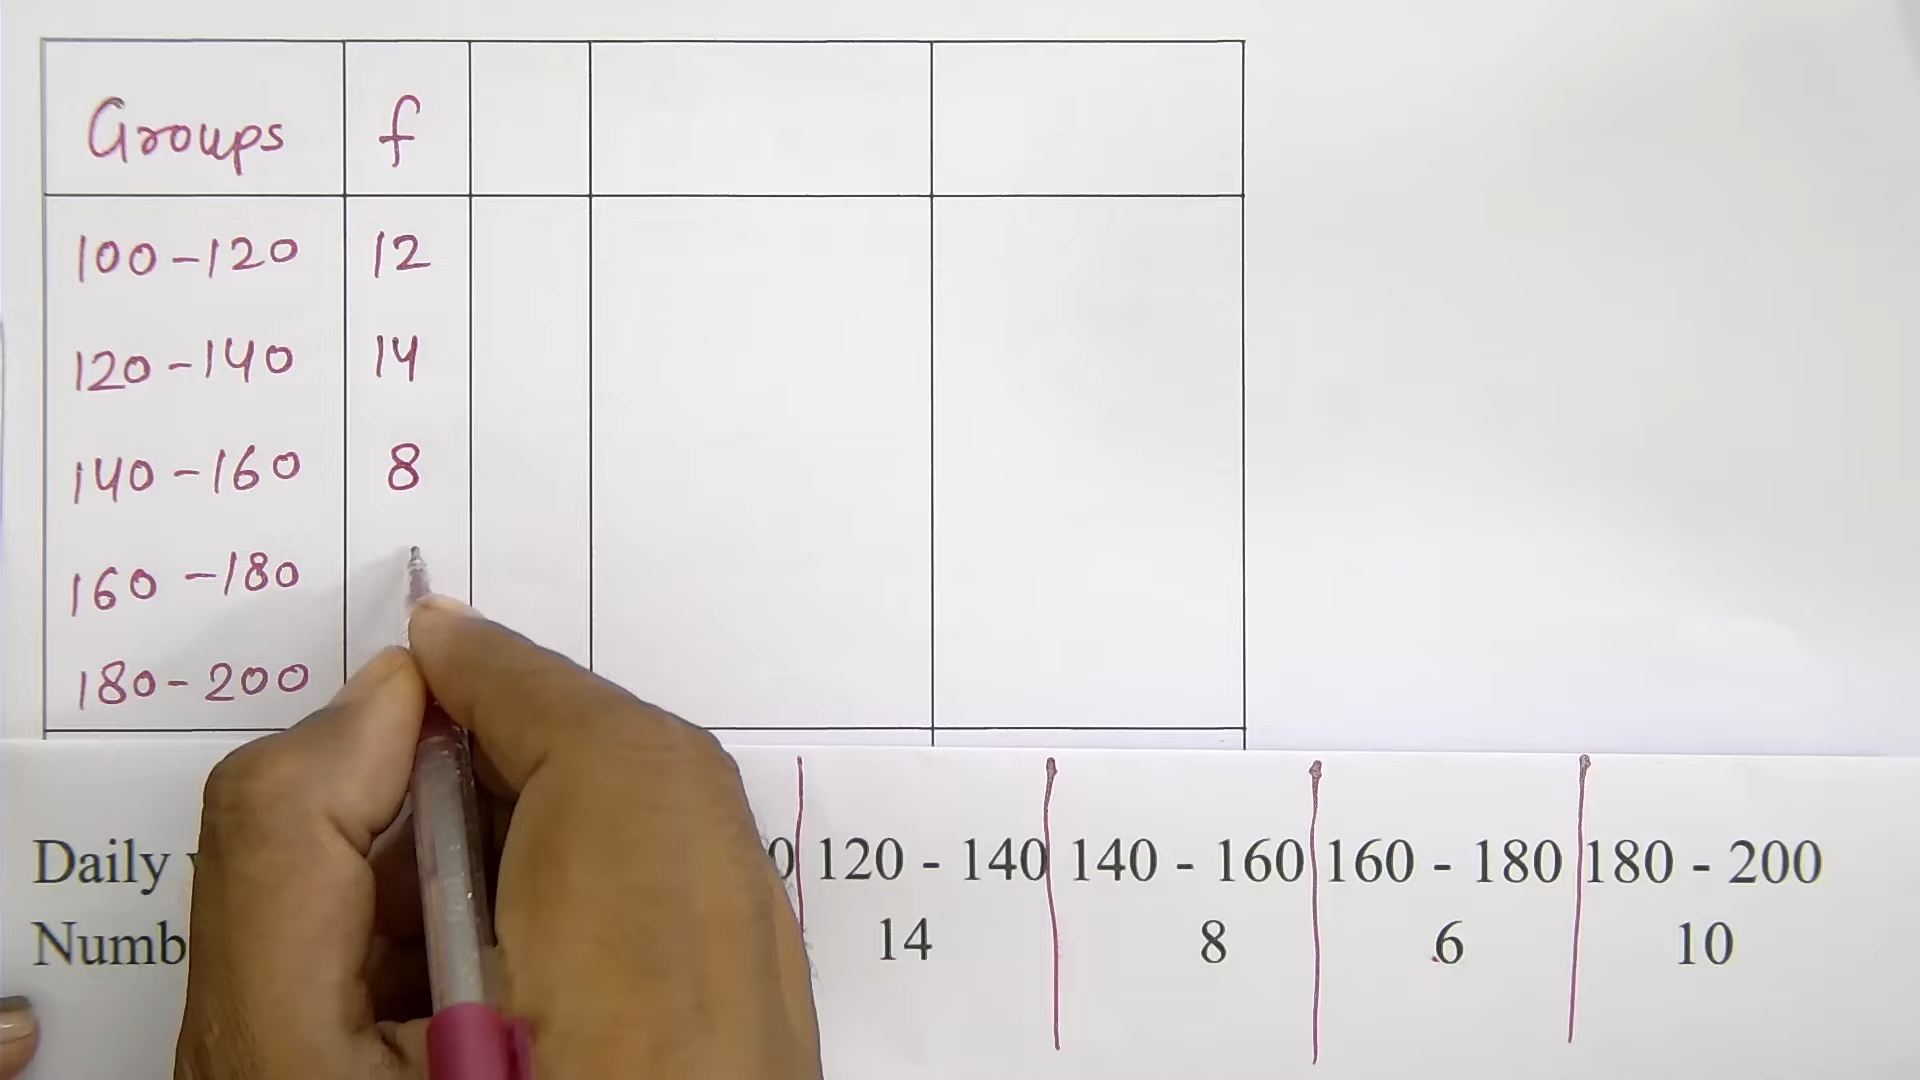 Groups f
100-120 12
120-140 14
140-160 8
160-180
180-200
Daily 120 - 140 140 - 160 160 - 180 180 - 200
14 8 6 10